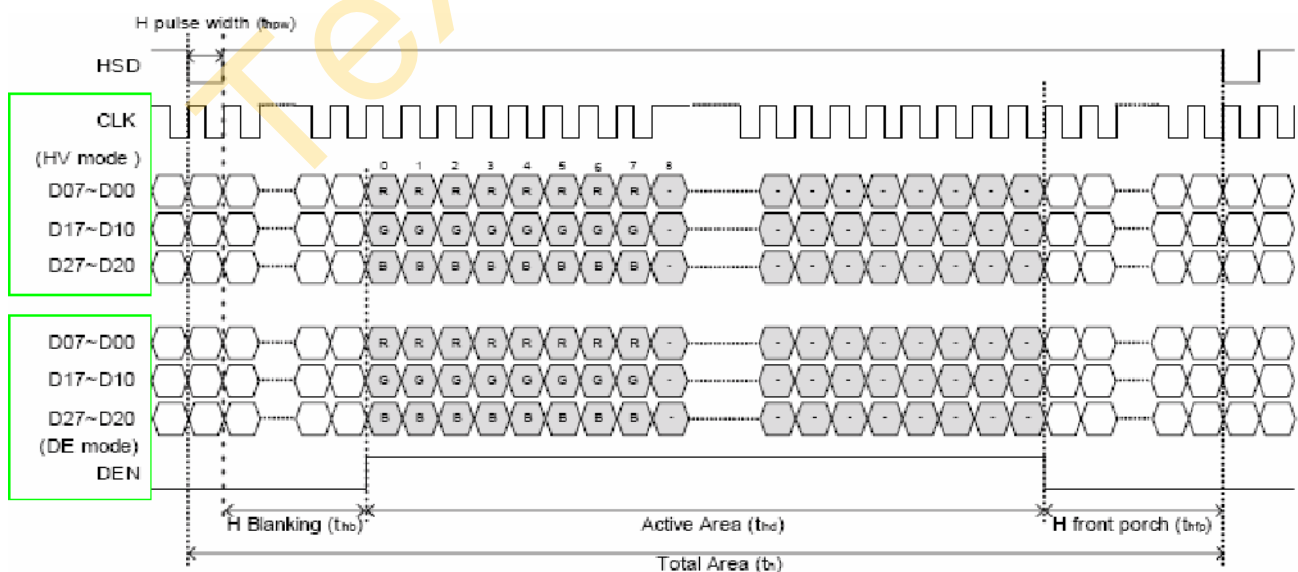 H pulse width (thpw)
HSD
CLK
(HV mode )
0 1 2 3 4 5 6 7 8
D07~D00 R R R R R R R R - - - - - - - - -
D17~D10 G G G G G G G G - - - - - - - - -
D27~D20 B B B B B B B B - - - - - - - - -
D07~D00 R R R R R R R R - - - - - - - - -
D17~D10 G G G G G G G G - - - - - - - - -
D27~D20 B B B B B B B B - - - - - - - - -
(DE mode)
DEN
H Blanking (thb) Active Area (thd) H front porch (thfp)
Total Area (th)
Te